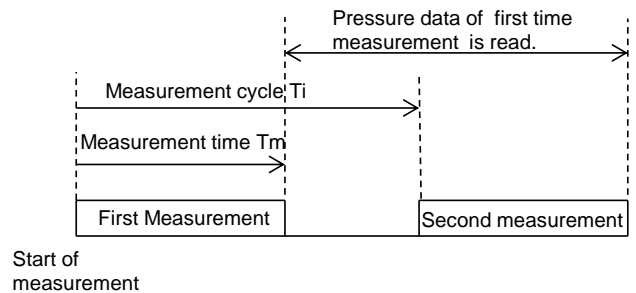 Pressure data of first time
measurement is read.
Measurement cycle Ti
Measurement time Tm
First Measurement
Second measurement
Start of
measurement